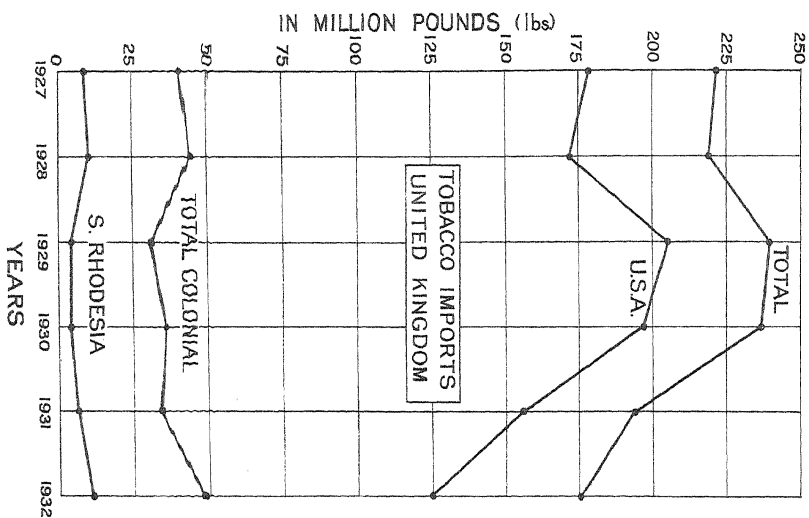 IN MILLION POUNDS (lbs)
250
225
200
175
150
125
100
75
50
25
0
TOTAL
U.S.A.
TOBACCO IMPORTS
UNITED KINGDOM
TOTAL COLONIAL
S. RHODESIA
1927
1928
1929
1930
1931
1932
YEARS